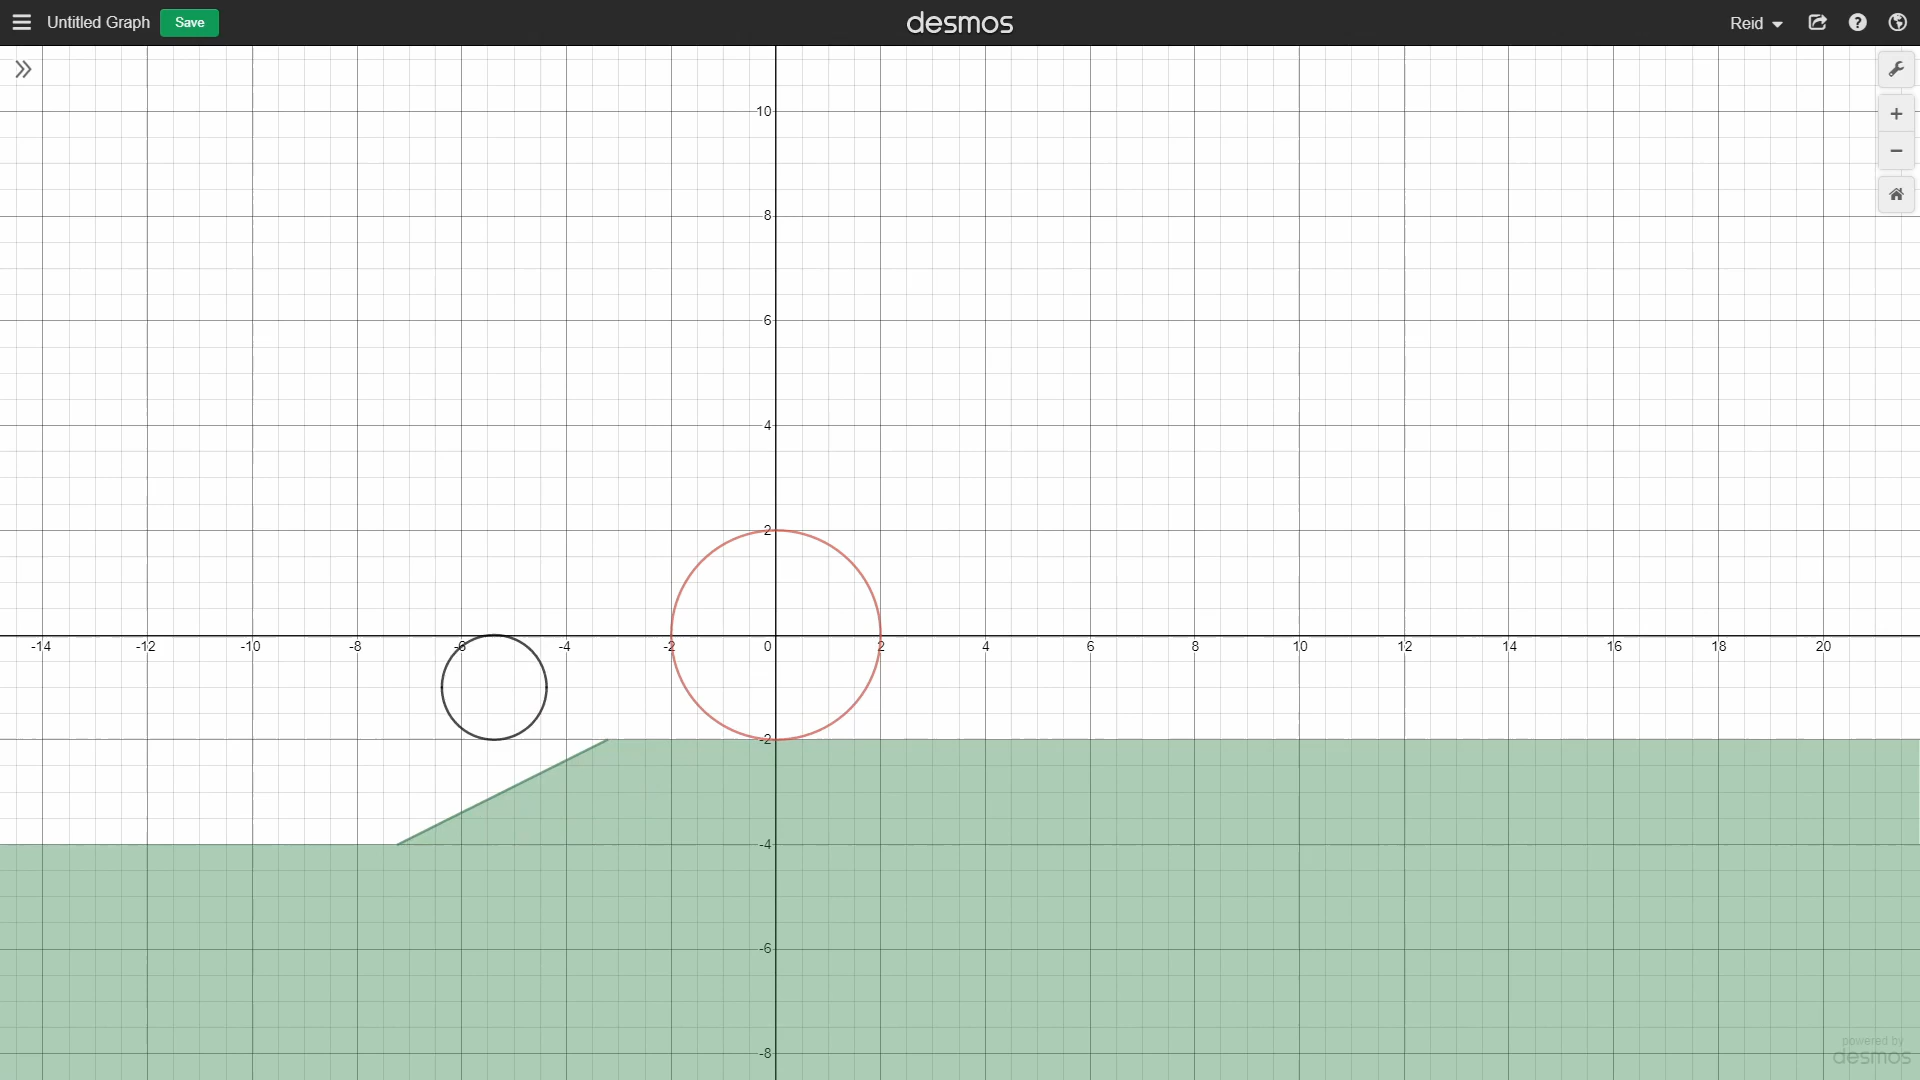 Untitled Graph Save desmos Reid
10
8
6
4
2
-14 -12 -10 -8 -6 -4 -2 0 2 4 6 8 10 12 14 16 18 20
-2
-4
-6
-8
powered by
desmos